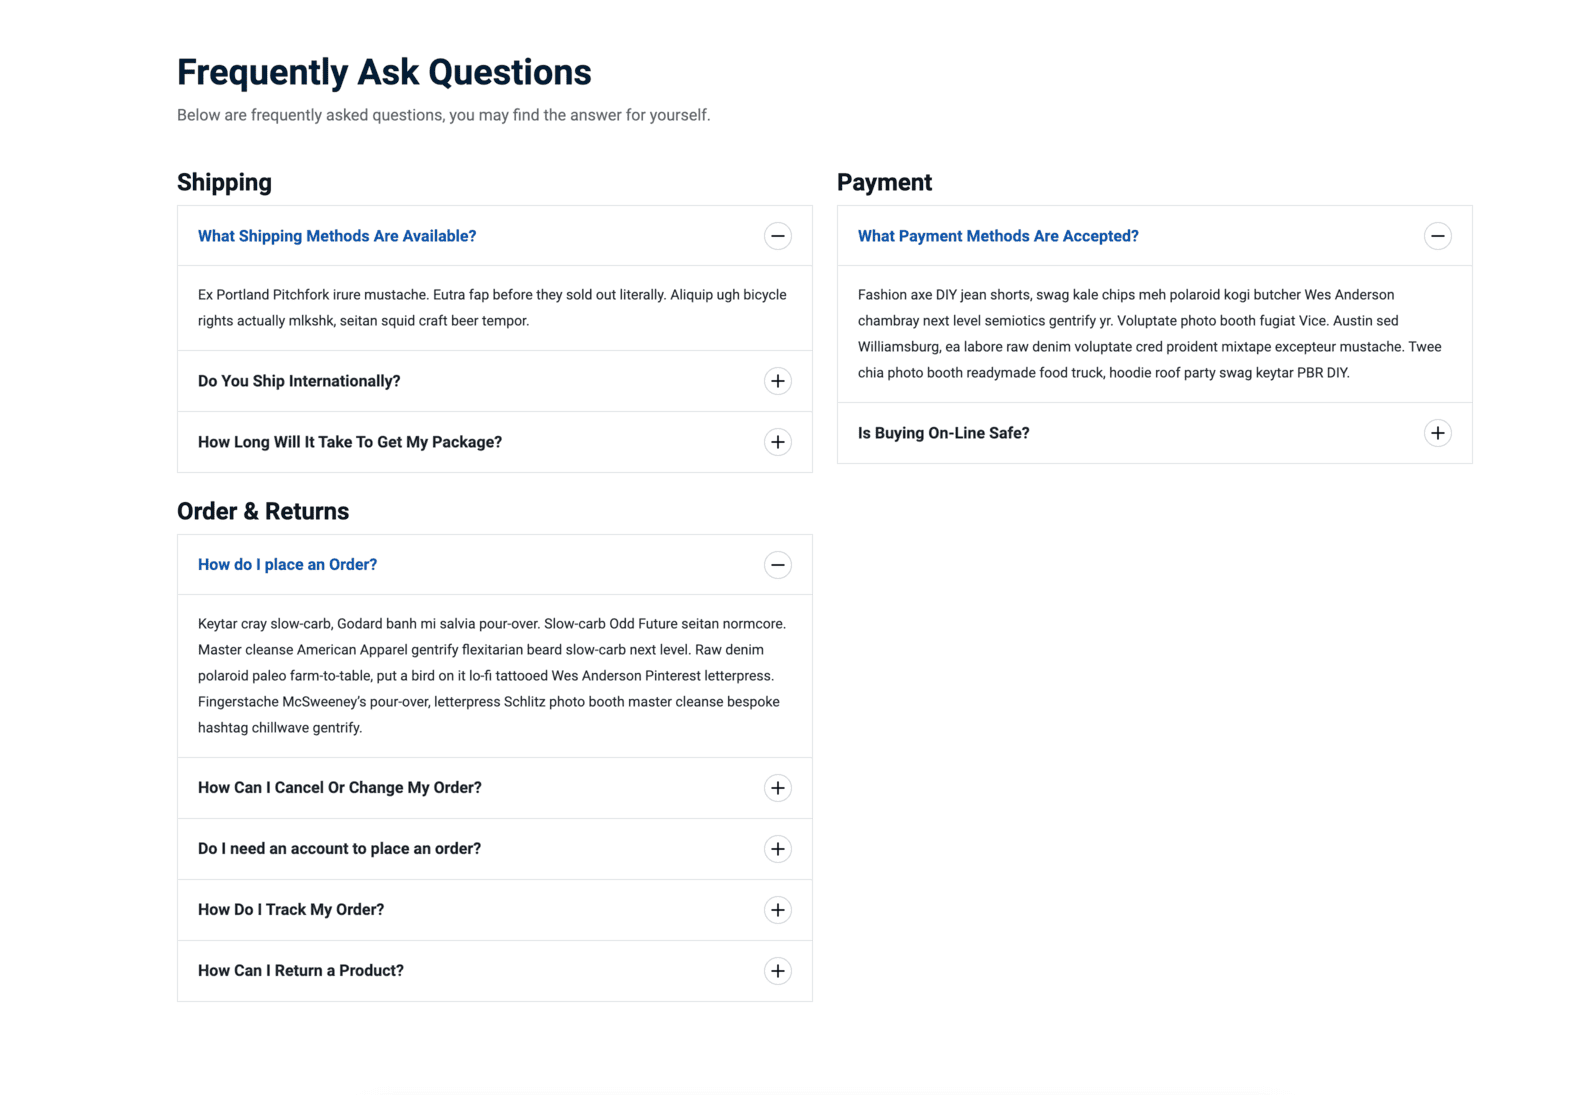 Frequently Ask Questions
Below are frequently asked questions, you may find the answer for yourself.
Shipping
What Shipping Methods Are Available?
Ex Portland Pitchfork irure mustache. Eutra fap before they sold out literally. Aliquip ugh bicycle
rights actually mlkshk, seitan squid craft beer tempor.
Do You Ship Internationally?
How Long Will It Take To Get My Package?
Payment
What Payment Methods Are Accepted?
Fashion axe DIY jean shorts, swag kale chips meh polaroid kogi butcher Wes Anderson
chambray next level semiotics gentrify yr. Voluptate photo booth fugiat Vice. Austin sed
Williamsburg, ea labore raw denim voluptate cred proident mixtape excepteur mustache. Twee
chia photo booth readymade food truck, hoodie roof party swag keytar PBR DIY.
Is Buying On-Line Safe?
Order & Returns
How do I place an Order?
Keytar cray slow-carb, Godard banh mi salvia pour-over. Slow-carb Odd Future seitan normcore.
Master cleanse American Apparel gentrify flexitarian beard slow-carb next level. Raw denim
polaroid paleo farm-to-table, put a bird on it lo-fi tattooed Wes Anderson Pinterest letterpress.
Fingerstache McSweeney’s pour-over, letterpress Schlitz photo booth master cleanse bespoke
hashtag chillwave gentrify.
How Can I Cancel Or Change My Order?
Do I need an account to place an order?
How Do I Track My Order?
How Can I Return a Product?